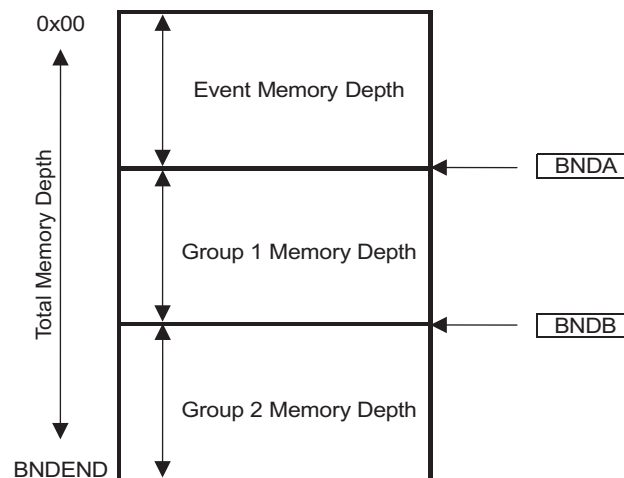 0x00
Event Memory Depth
BNDA
Total Memory Depth
Group 1 Memory Depth
BNDB
Group 2 Memory Depth
BNDEND